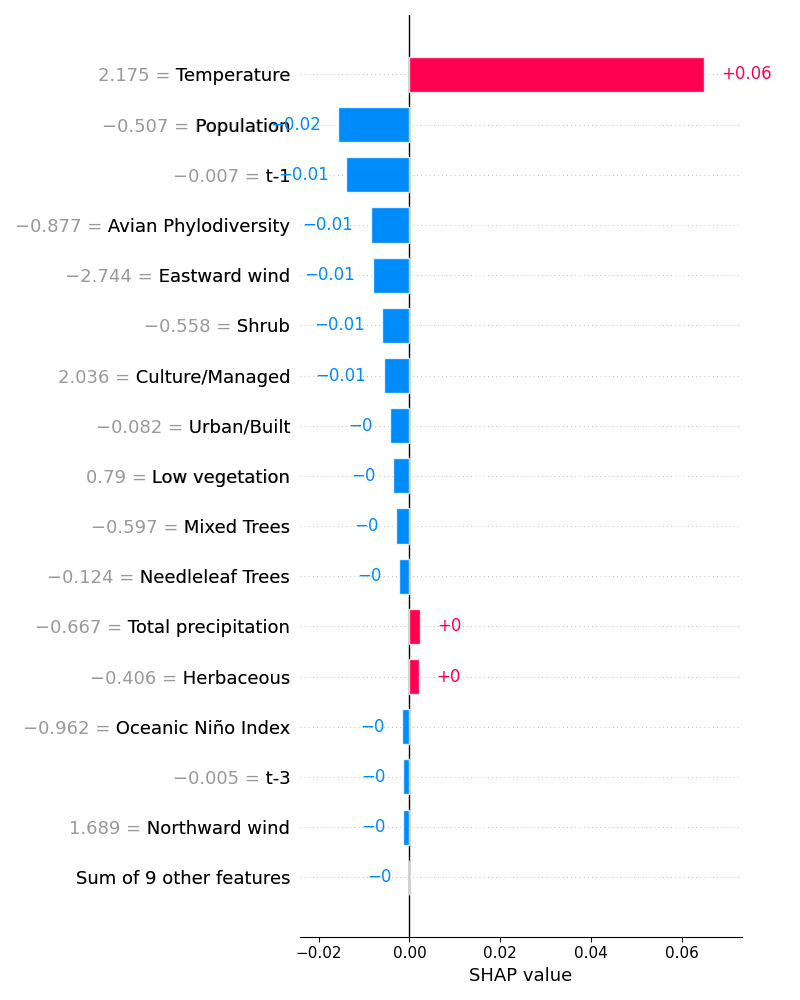 2.175 = Temperature +0.06
−0.507 = Population −0.02
−0.007 = t-1 −0.01
−0.877 = Avian Phylodiversity −0.01
−2.744 = Eastward wind −0.01
−0.558 = Shrub −0.01
2.036 = Culture/Managed −0.01
−0.082 = Urban/Built −0
0.79 = Low vegetation −0
−0.597 = Mixed Trees −0
−0.124 = Needleleaf Trees −0
−0.667 = Total precipitation +0
−0.406 = Herbaceous +0
−0.962 = Oceanic Niño Index −0
−0.005 = t-3 −0
1.689 = Northward wind −0
Sum of 9 other features −0
−0.02 0.00 0.02 0.04 0.06
SHAP value